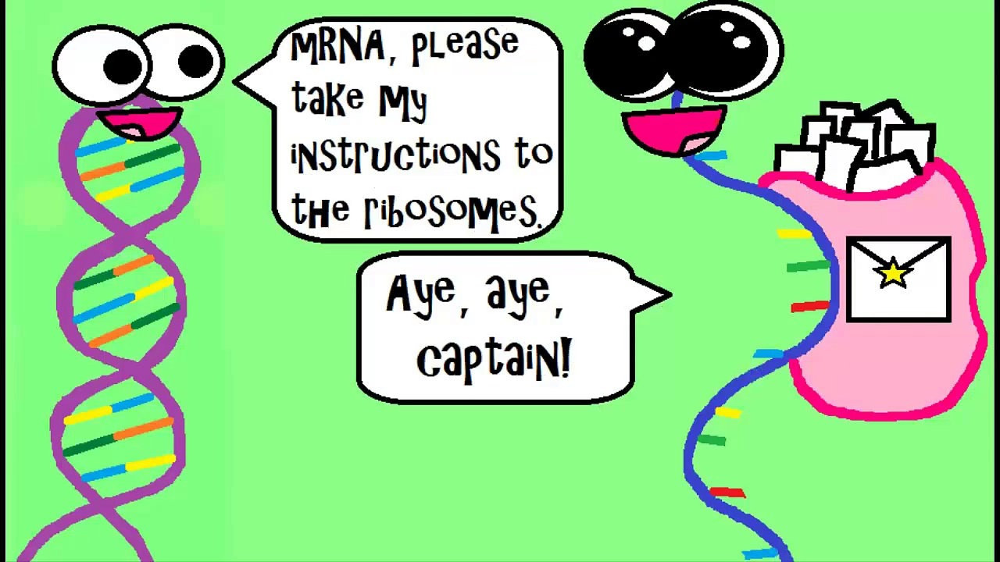 MRNA, please
take my
instructions to
the ribosomes.
Aye, aye,
captain!